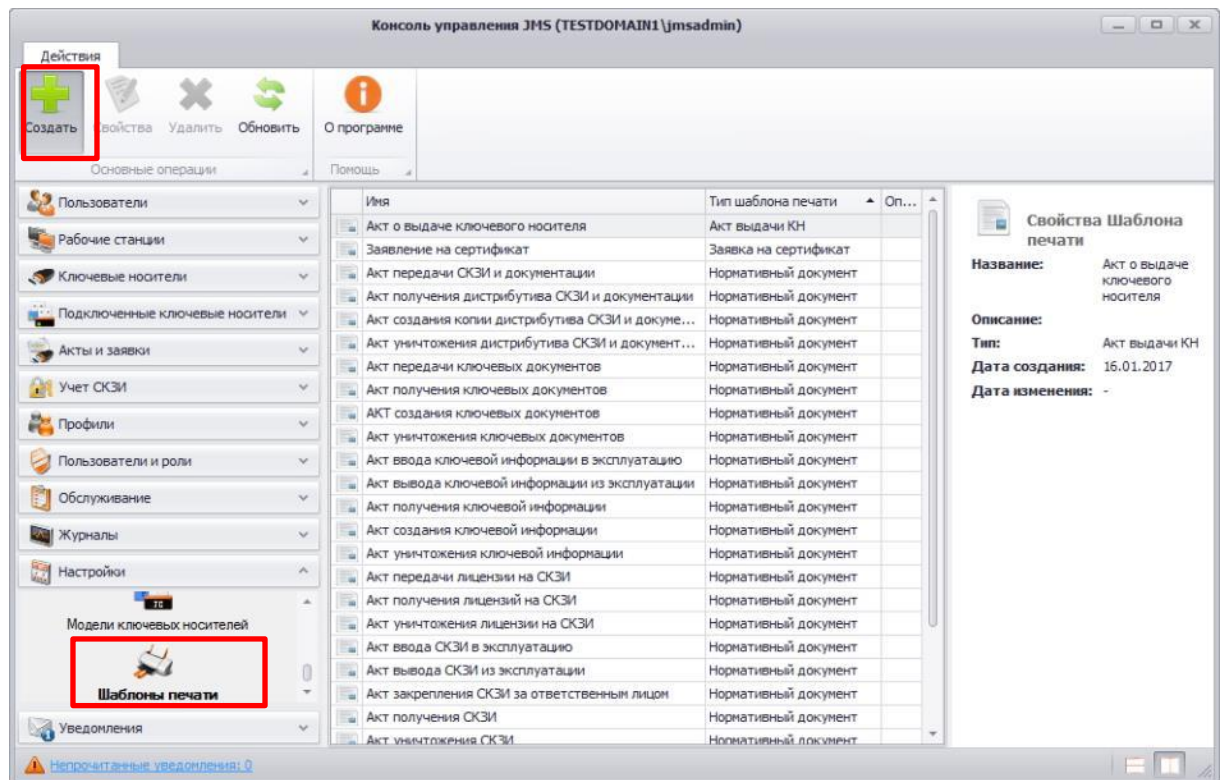 Консоль управления JMS (TESTDOMAIN1\jmsadmin)
Действия
Создать Свойства Удалить Обновить О программе
Основные операции Помощь
Пользователи
Рабочие станции
Ключевые носители
Подключенные ключевые носители
Акты и заявки
Учет СКЗИ
Профили
Пользователи и роли
Обслуживание
Журналы
Настройки
Модели ключевых носителей
Шаблоны печати
Уведомления
Имя Тип шаблона печати Оп...
Акт о выдаче ключевого носителя Акт выдачи КН
Заявление на сертификат Заявка на сертификат
Акт передачи СКЗИ и документации Нормативный документ
Акт получения дистрибутива СКЗИ и документации Нормативный документ
Акт создания копии дистрибутива СКЗИ и докуме... Нормативный документ
Акт уничтожения дистрибутива СКЗИ и документ... Нормативный документ
Акт передачи ключевых документов Нормативный документ
Акт получения ключевых документов Нормативный документ
АКТ создания ключевых документов Нормативный документ
Акт уничтожения ключевых документов Нормативный документ
Акт ввода ключевой информации в эксплуатацию Нормативный документ
Акт вывода ключевой информации из эксплуатации Нормативный документ
Акт получения ключевой информации Нормативный документ
Акт создания ключевой информации Нормативный документ
Акт уничтожения ключевой информации Нормативный документ
Акт передачи лицензии на СКЗИ Нормативный документ
Акт получения лицензий на СКЗИ Нормативный документ
Акт уничтожения лицензии на СКЗИ Нормативный документ
Акт ввода СКЗИ в эксплуатацию Нормативный документ
Акт вывода СКЗИ из эксплуатации Нормативный документ
Акт закрепления СКЗИ за ответственным лицом Нормативный документ
Акт получения СКЗИ Нормативный документ
Акт уничтожения СКЗИ Нормативный документ
Свойства Шаблона
печати
Название: Акт о выдаче
ключевого
носителя
Описание:
Тип: Акт выдачи КН
Дата создания: 16.01.2017
Дата изменения: -
Непрочитанные уведомления: 0